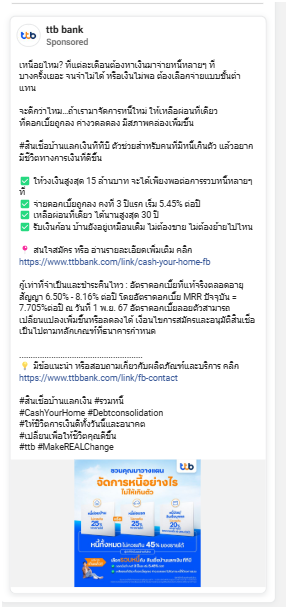 ttb bank
Sponsored
เหนื่อยไหม? ที่แต่ละเดือนต้องหาเงินมาจ่ายหนี้หลายๆ ที่
บางครั้งเยอะ จนจ่ายไม่ได้ หรือเงินไม่พอ ต้องเลือกจ่ายแบบขั้นต่ำ
แทน
จะดีกว่าไหม...ถ้าเรามาจัดการหนี้ใหม่ ให้เหลือผ่อนที่เดียว
ที่ดอกเบี้ยถูกลง ค่างวดลดลง มีสภาพคล่องเพิ่มขึ้น
#สินเชื่อบ้านแลกเงินทีทีบี ตัวช่วยสำหรับคนที่มีหนี้เกินตัว แล้วอยาก
มีชีวิตทางการเงินที่ดีขึ้น
✅ ให้วงเงินสูงสุด 15 ล้านบาท จะได้เพียงพอต่อการรวบหนี้หลายๆ
ที่
✅ จ่ายดอกเบี้ยถูกลง คงที่ 3 ปีแรก เริ่ม 5.45% ต่อปี
✅ เหลือผ่อนที่เดียว ได้นานสูงสุด 30 ปี
✅ รับเงินก้อน บ้านยังอยู่เหมือนเดิม ไม่ต้องขาย ไม่ต้องย้ายไปไหน
📍 สนใจสมัคร หรือ อ่านรายละเอียดเพิ่มเติม คลิก
https://www.ttbbank.com/link/cash-your-home-fb
กู้เท่าที่จำเป็นและชำระคืนไหว : อัตราดอกเบี้ยที่แท้จริงตลอดอายุ
สัญญา 6.50% - 8.16% ต่อปี โดยอัตราดอกเบี้ย MRR ปัจจุบัน =
7.705%ต่อปี ณ วันที่ 1 พ.ย. 67 อัตราดอกเบี้ยลอยตัวสามารถ
เปลี่ยนแปลงเพิ่มขึ้นหรือลดลงได้ เงื่อนไขการสมัครและอนุมัติสินเชื่อ
เป็นไปตามหลักเกณฑ์ที่ธนาคารกำหนด
......................................................
💡 มีข้อแนะนำ หรือสอบถามเกี่ยวกับผลิตภัณฑ์และบริการ คลิก
https://www.ttbbank.com/link/fb-contact
#สินเชื่อบ้านแลกเงิน #รวมหนี้
#CashYourHome #Debtconsolidation
#ให้ชีวิตการเงินดีทั้งวันนี้และอนาคต
#เปลี่ยนเพื่อให้ชีวิตคุณดีขึ้น
#ttb #MakeREALChange
ttb
ชวนคุณมาวางแผน
จัดการหนี้อย่างไร
ไม่ให้เกินตัว
25%
25%
20%
หนี้ทั้งหมด ไม่ควรเกิน 45% ของรายได้